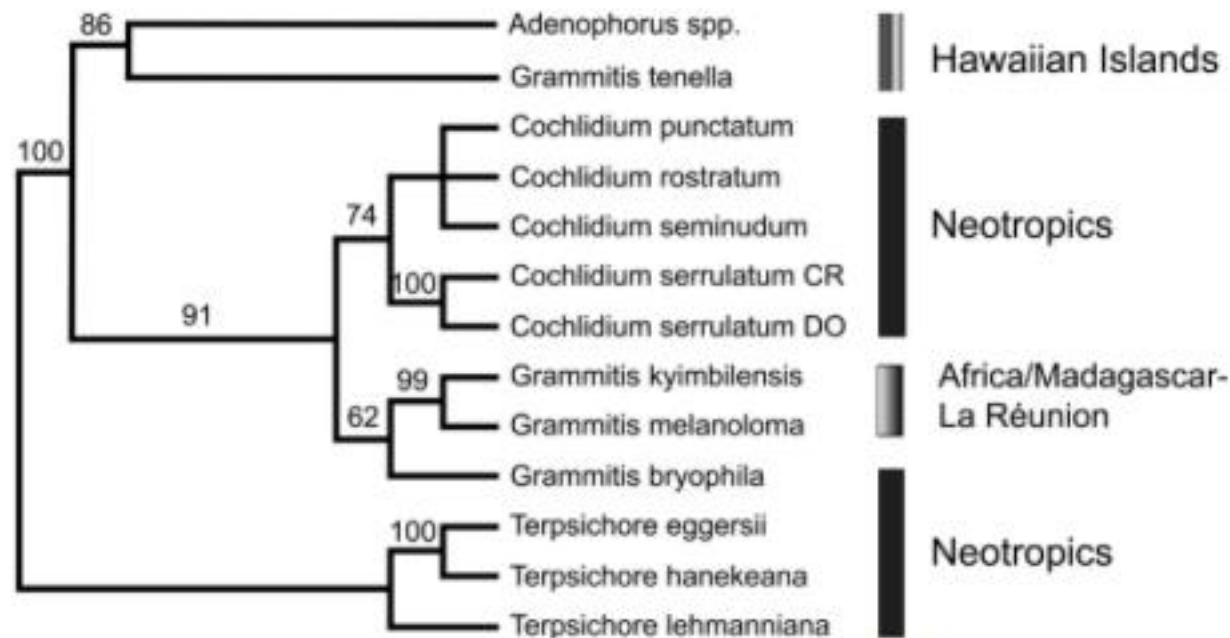 86
Adenophorus spp.
Hawaiian Islands
Grammitis tenella
Cochlidium punctatum
100
Cochlidium rostratum
74
Cochlidium seminudum
Neotropics
100
Cochlidium serrulatum CR
91
Cochlidium serrulatum DO
99
Grammitis kyimbilensis
Africa/Madagascar-
La Réunion
62
Grammitis melanoloma
Grammitis bryophila
100
Terpsichore eggersii
Neotropics
Terpsichore hanekeana
Terpsichore lehmanniana